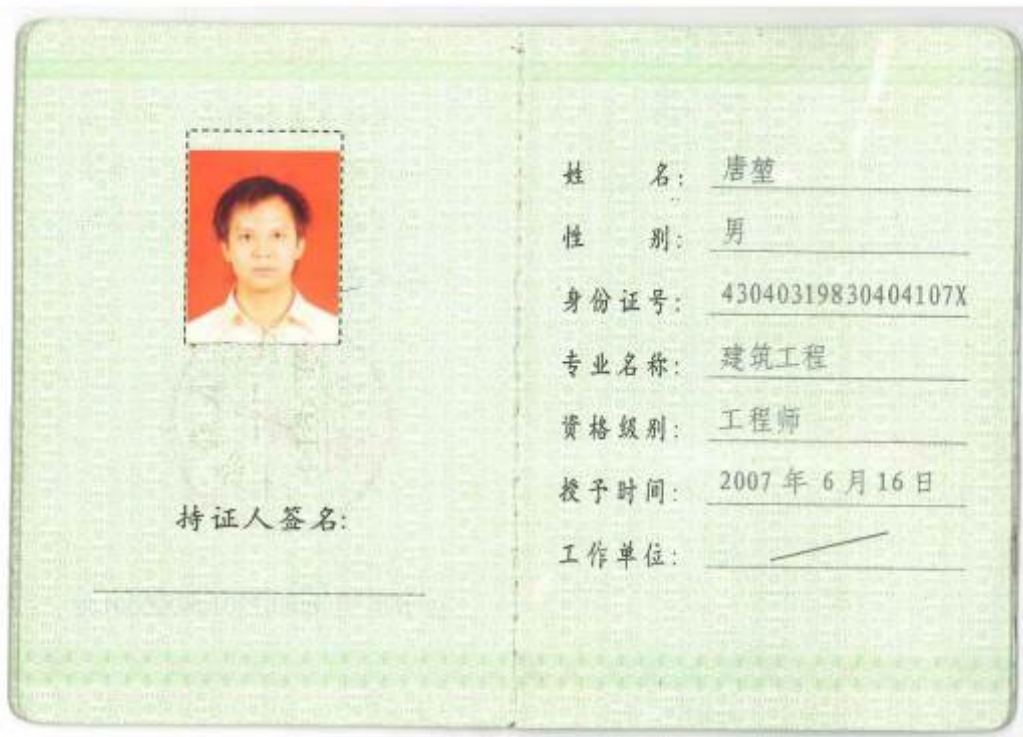 持证人签名:
姓 名: 唐堃
性 别: 男
身份证号: 43040319830404107X
专业名称: 建筑工程
资格级别: 工程师
授予时间: 2007 年 6 月 16 日
工作单位: